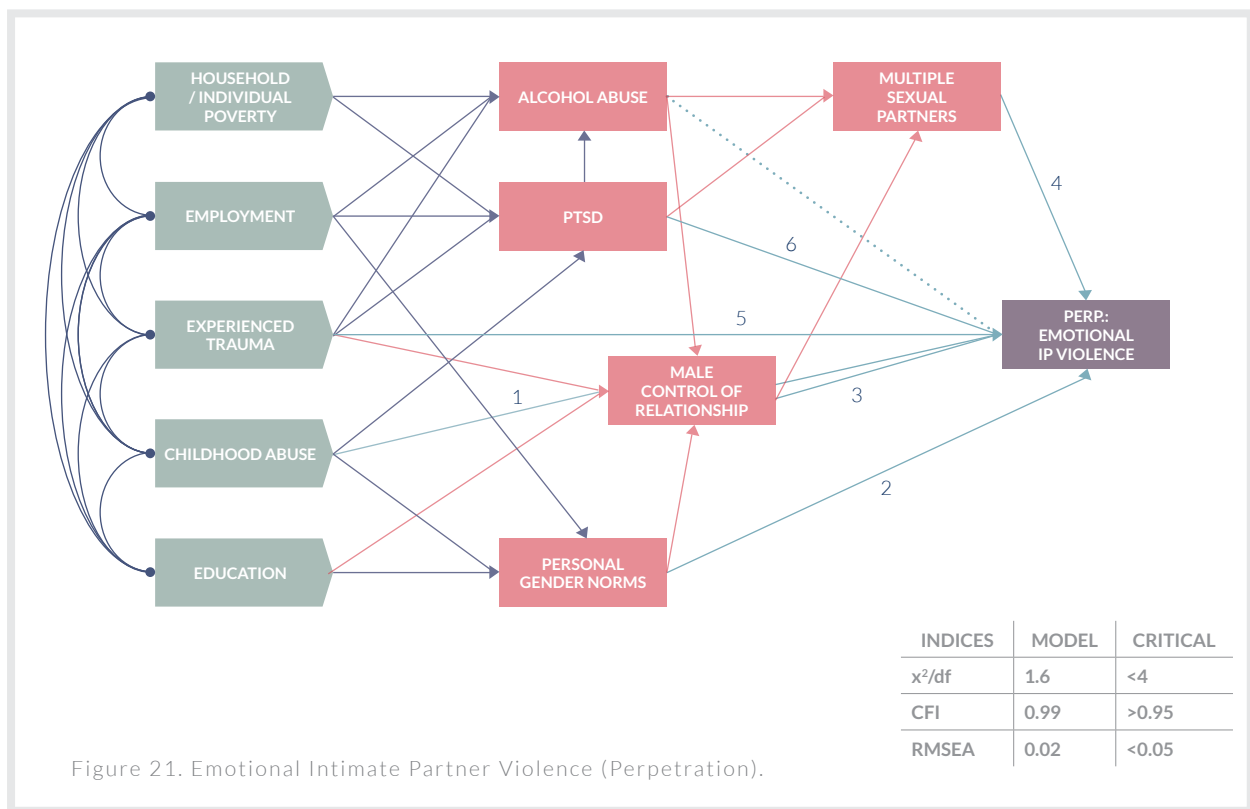 HOUSEHOLD
/ INDIVIDUAL
POVERTY
ALCOHOL ABUSE
MULTIPLE
SEXUAL
PARTNERS
EMPLOYMENT
PTSD
4
6
EXPERIENCED
TRAUMA
5
PERP.:
EMOTIONAL
IP VIOLENCE
MALE
CONTROL OF
RELATIONSHIP
1
3
CHILDHOOD ABUSE
2
EDUCATION
PERSONAL
GENDER NORMS
INDICES MODEL CRITICAL
x²/df 1.6 <4
CFI 0.99 >0.95
RMSEA 0.02 <0.05
Figure 21. Emotional Intimate Partner Violence (Perpetration).